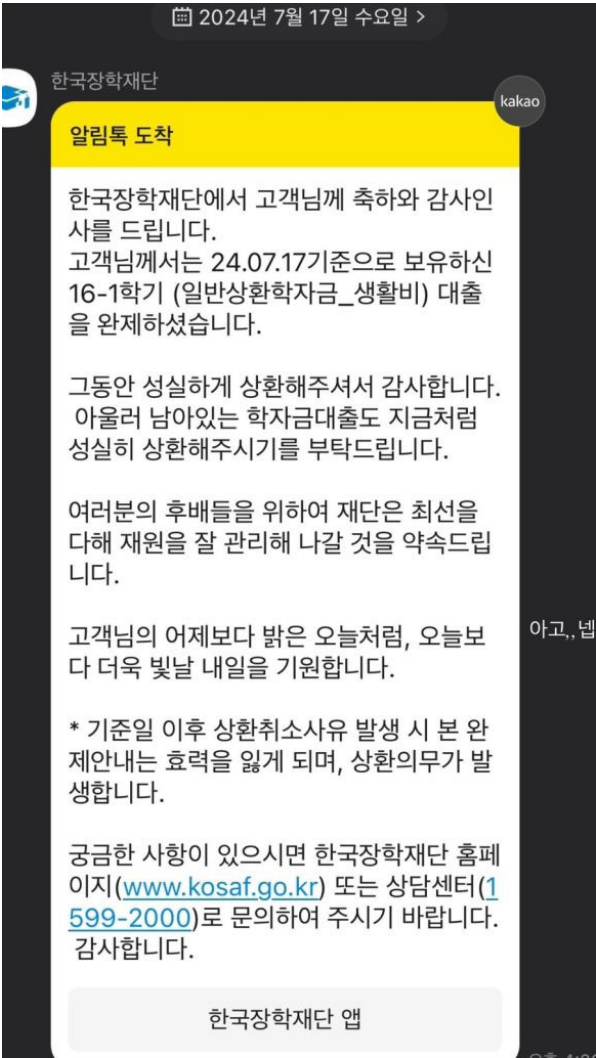 2024년 7월 17일 수요일 >
한국장학재단
kakao
알림톡 도착
한국장학재단에서 고객님께 축하와 감사인
사를 드립니다.
고객님께서는 24.07.17기준으로 보유하신
16-1학기 (일반상환학자금_생활비) 대출
을 완제하셨습니다.
그동안 성실하게 상환해주셔서 감사합니다.
아울러 남아있는 학자금대출도 지금처럼
성실히 상환해주시기를 부탁드립니다.
여러분의 후배들을 위하여 재단은 최선을
다해 재원을 잘 관리해 나갈 것을 약속드립
니다.
아고,,넵
고객님의 어제보다 밝은 오늘처럼, 오늘보
다 더욱 빛날 내일을 기원합니다.
* 기준일 이후 상환취소사유 발생 시 본 완
제안내는 효력을 잃게 되며, 상환의무가 발
생합니다.
궁금한 사항이 있으시면 한국장학재단 홈페
이지(www.kosaf.go.kr) 또는 상담센터(1
599-2000)로 문의하여 주시기 바랍니다.
감사합니다.
한국장학재단 앱